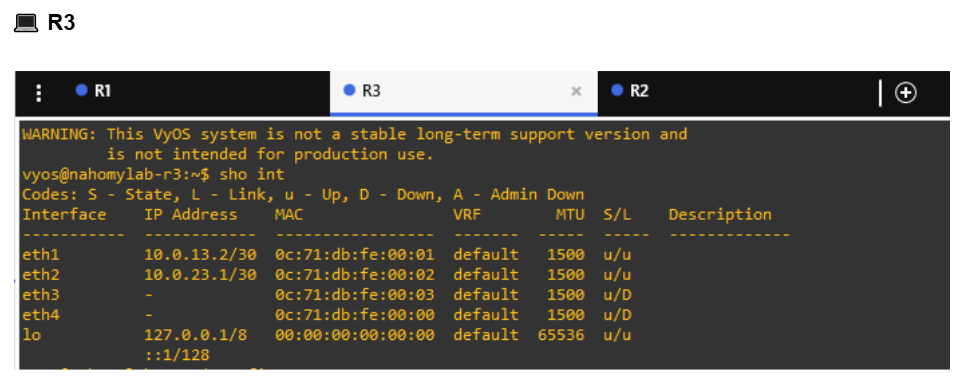 R3
R1 R3 × R2
WARNING: This VyOS system is not a stable long-term support version and
is not intended for production use.
vyos@nahomylab-r3:~$ sho int
Codes: S - State, L - Link, u - Up, D - Down, A - Admin Down
Interface IP Address MAC VRF MTU S/L Description
----------- ------------ ----------------- ------- ----- ----- -------------
eth1 10.0.13.2/30 0c:71:db:fe:00:01 default 1500 u/u
eth2 10.0.23.1/30 0c:71:db:fe:00:02 default 1500 u/u
eth3 - 0c:71:db:fe:00:03 default 1500 u/D
eth4 - 0c:71:db:fe:00:00 default 1500 u/D
lo 127.0.0.1/8 00:00:00:00:00:00 default 65536 u/u
::1/128